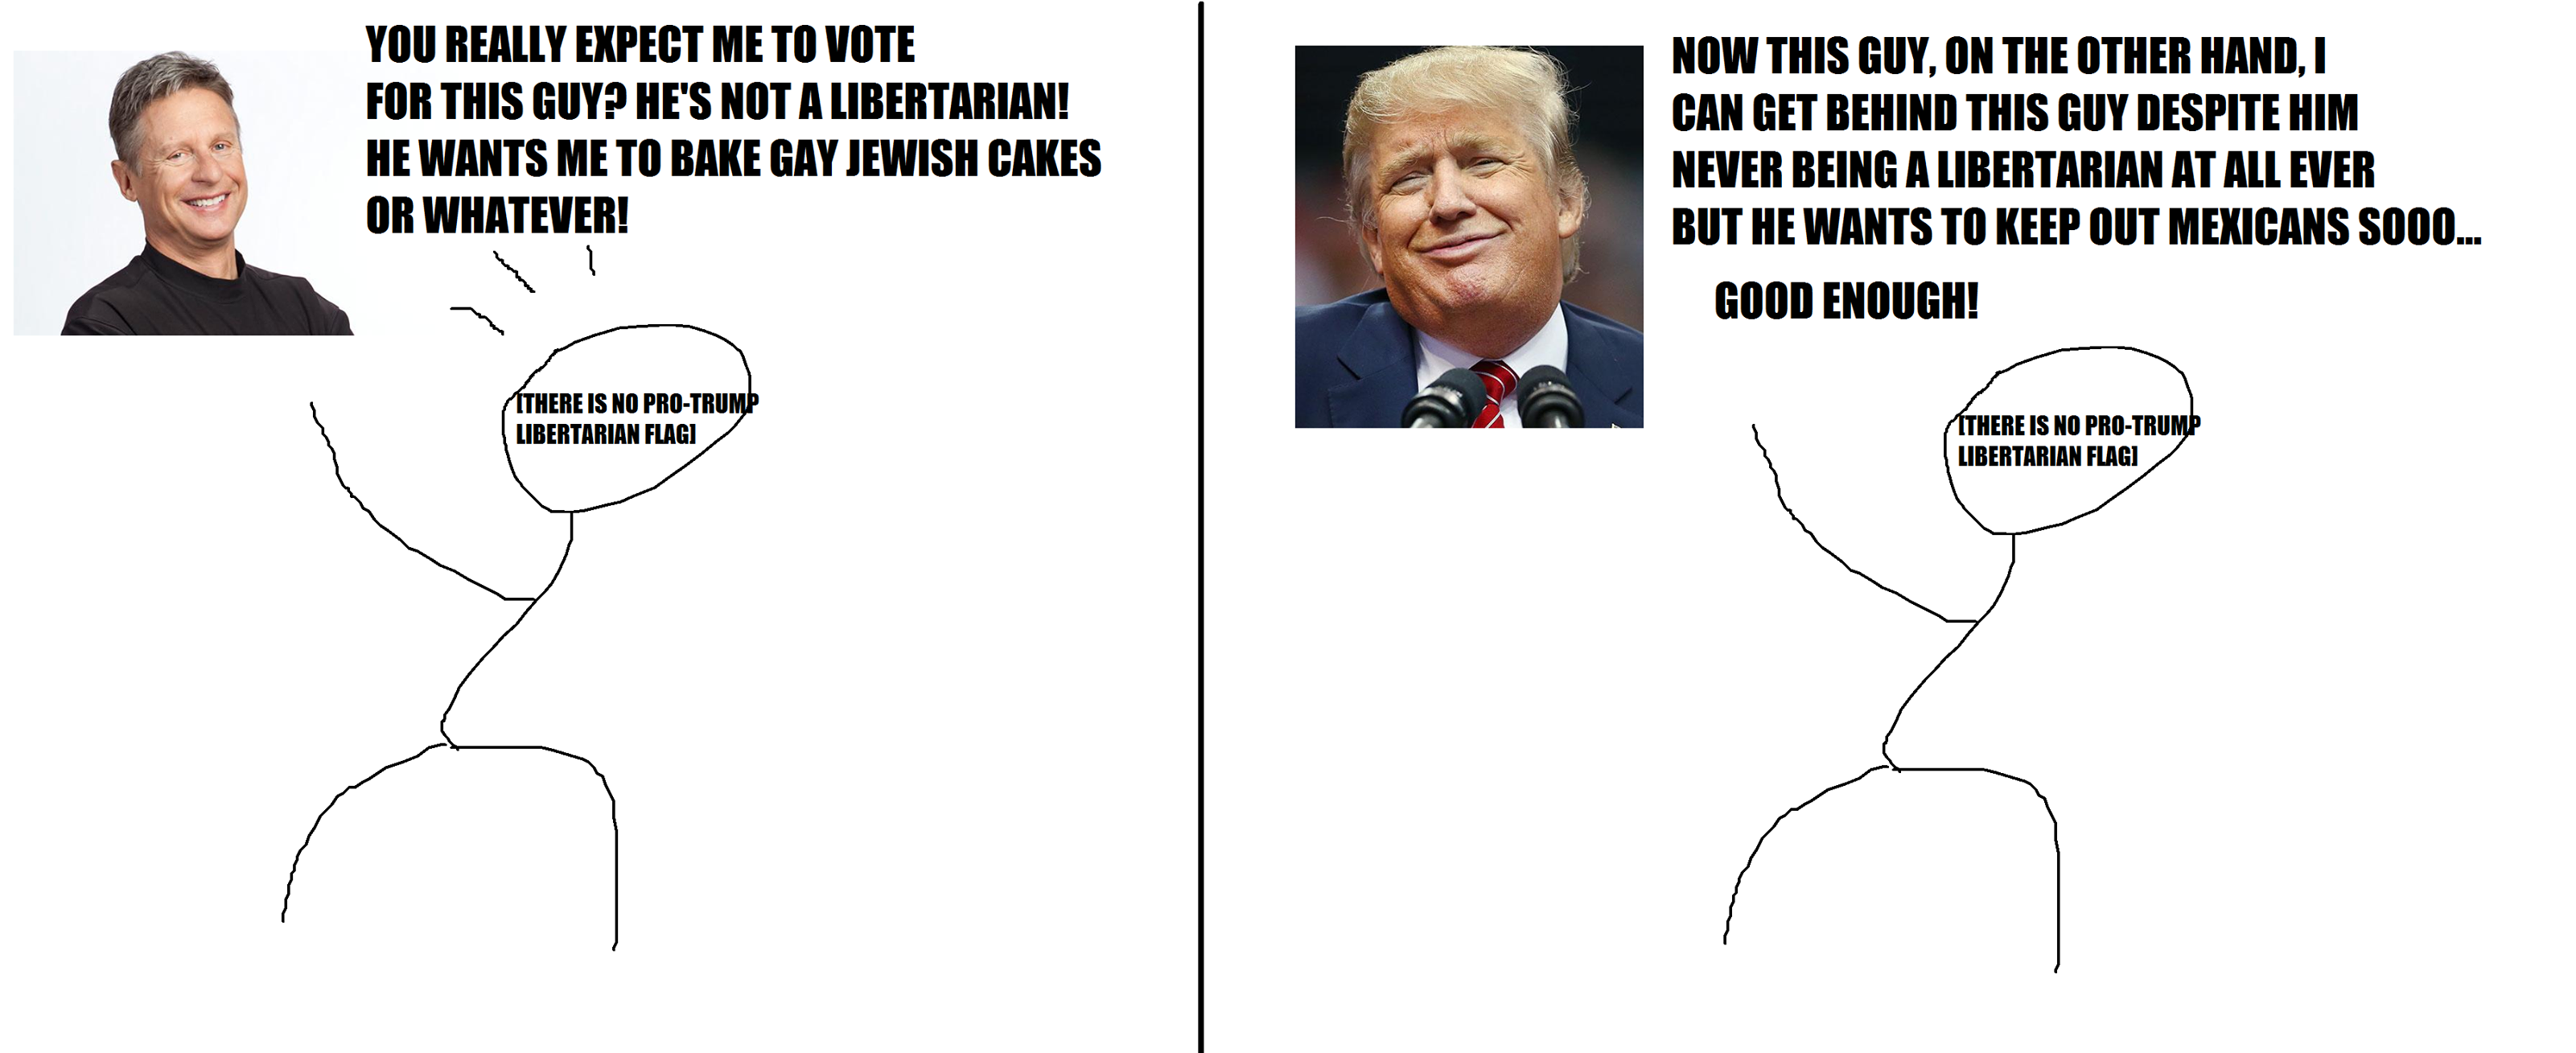 YOU REALLY EXPECT ME TO VOTE
FOR THIS GUY? HE'S NOT A LIBERTARIAN!
HE WANTS ME TO BAKE GAY JEWISH CAKES
OR WHATEVER!
[THERE IS NO PRO-TRUMP
LIBERTARIAN FLAG]
NOW THIS GUY, ON THE OTHER HAND, I
CAN GET BEHIND THIS GUY DESPITE HIM
NEVER BEING A LIBERTARIAN AT ALL EVER
BUT HE WANTS TO KEEP OUT MEXICANS SOOO...
GOOD ENOUGH!
[THERE IS NO PRO-TRUMP
LIBERTARIAN FLAG]